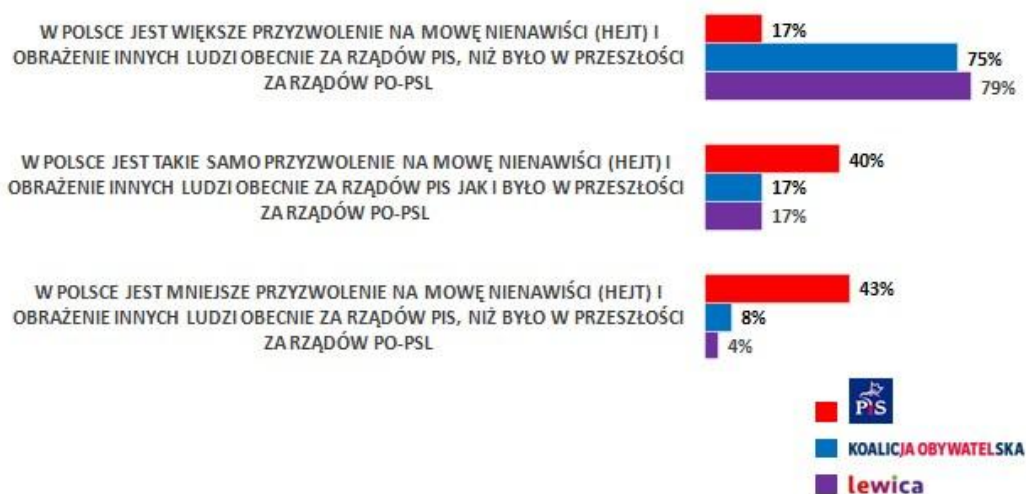 W POLSCE JEST WIĘKSZE PRZYZWOLENIE NA MOWĘ NIENAWIŚCI (HEJT) I
OBRAŻENIE INNYCH LUDZI OBECNIE ZA RZĄDÓW PIS, NIŻ BYŁO W PRZESZŁOŚCI
ZA RZĄDÓW PO-PSL
17%
75%
79%
W POLSCE JEST TAKIE SAMO PRZYZWOLENIE NA MOWĘ NIENAWIŚCI (HEJT) I
OBRAŻENIE INNYCH LUDZI OBECNIE ZA RZĄDÓW PIS JAK I BYŁO W PRZESZŁOŚCI
ZA RZĄDÓW PO-PSL
40%
17%
17%
W POLSCE JEST MNIEJSZE PRZYZWOLENIE NA MOWĘ NIENAWIŚCI (HEJT) I
OBRAŻENIE INNYCH LUDZI OBECNIE ZA RZĄDÓW PIS, NIŻ BYŁO W PRZESZŁOŚCI
ZA RZĄDÓW PO-PSL
43%
8%
4%
PiS
KOALICJA OBYWATELSKA
lewica